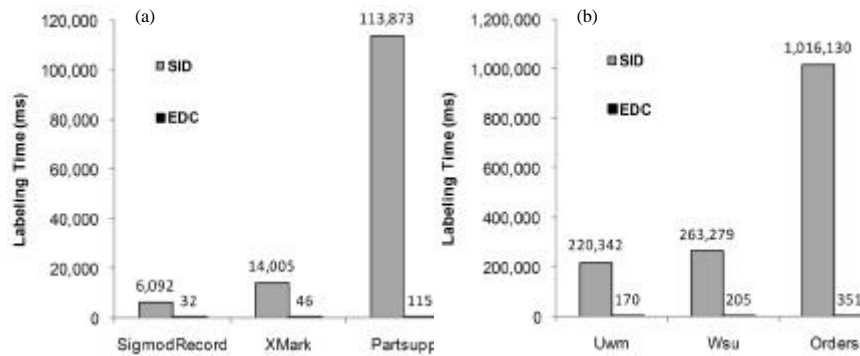 (a)
120,000
100,000
80,000
60,000
40,000
20,000
0
Labeling Time (ms)
SID
EDC
6,092
32
14,005
46
113,873
115
SigmodRecord
XMark
Partsupp
(b)
1,200,000
1,000,000
800,000
600,000
400,000
200,000
0
Labeling Time (ms)
SID
EDC
220,342
170
263,279
205
1,016,130
351
Uwm
Wsu
Orders